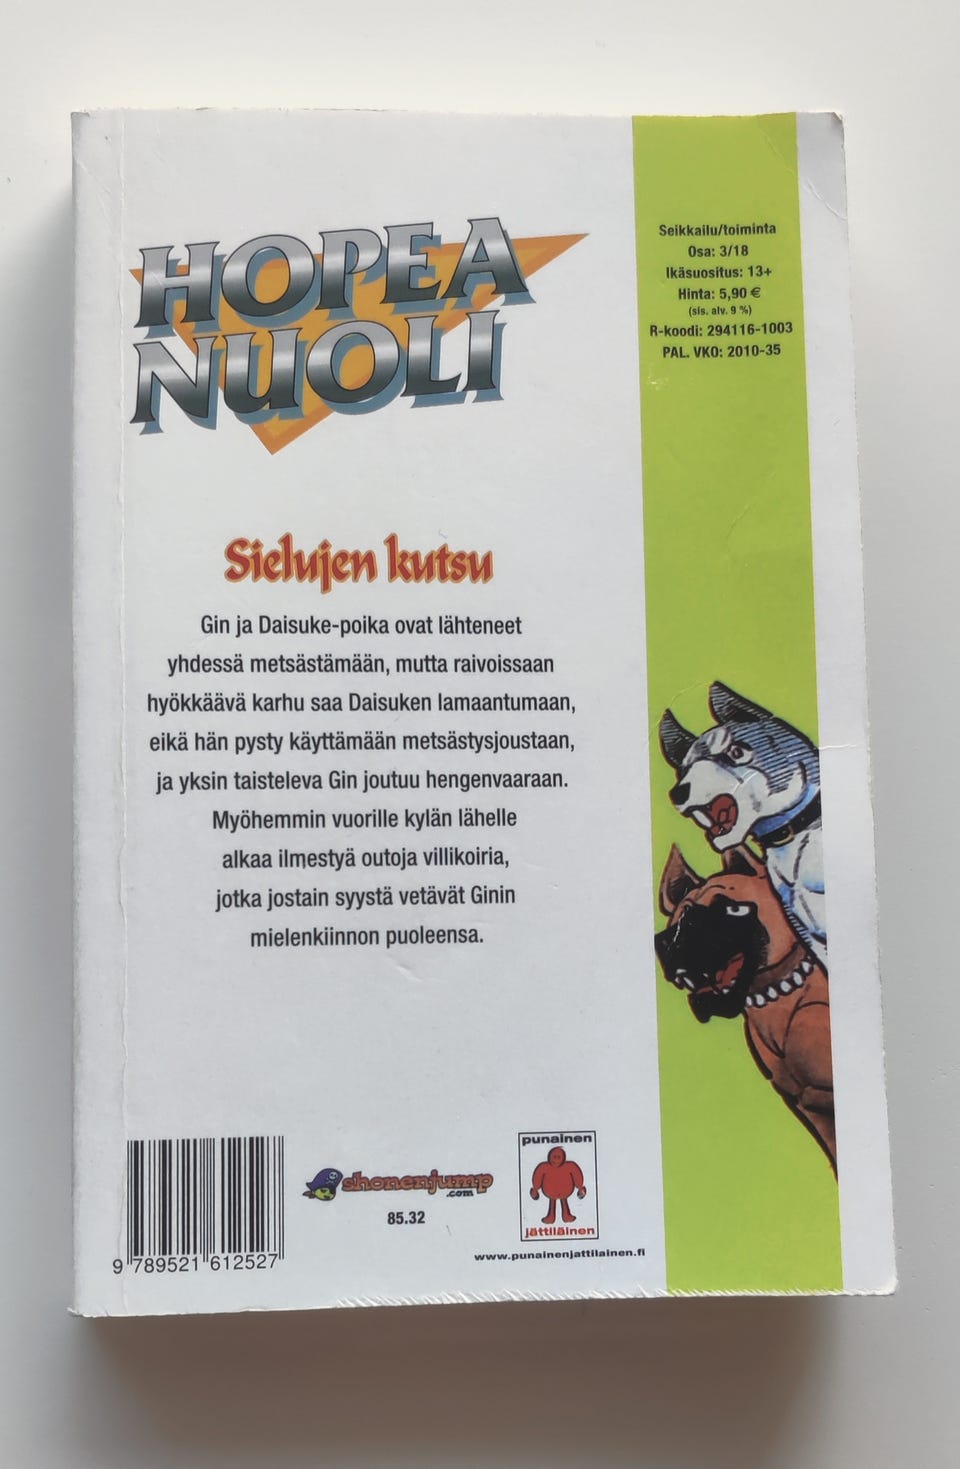 HOPEA
NUOLI
Seikkailu/toiminta
Osa: 3/18
Ikäsuositus: 13+
Hinta: 5,90 €
(sis. alv. 9 %)
R-koodi: 294116-1003
PAL. VKO: 2010-35
Sielujen kutsu
Gin ja Daisuke-poika ovat lähteneet
yhdessä metsästämään, mutta raivoissaan
hyökkäävä karhu saa Daisuken lamaantumaan,
eikä hän pysty käyttämään metsästysjoustaan,
ja yksin taisteleva Gin joutuu hengenvaaraan.
Myöhemmin vuorille kylän lähelle
alkaa ilmestyä outoja villikoiria,
jotka jostain syystä vetävät Ginin
mielenkiinnon puoleensa.
9 789521 612527
shonenjump
.com
85.32
punainen
jättiläinen
www.punainenjattilainen.fi